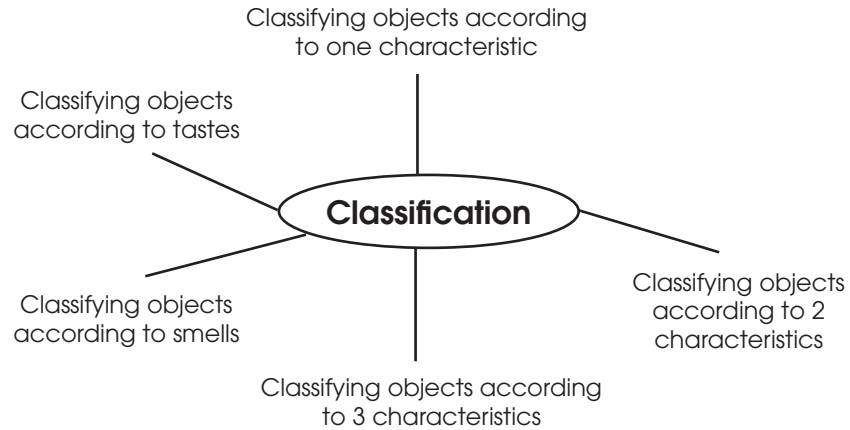 Classifying objects according
to one characteristic
Classifying objects
according to tastes
Classification
Classifying objects
according to 2
characteristics
Classifying objects
according to smells
Classifying objects according
to 3 characteristics